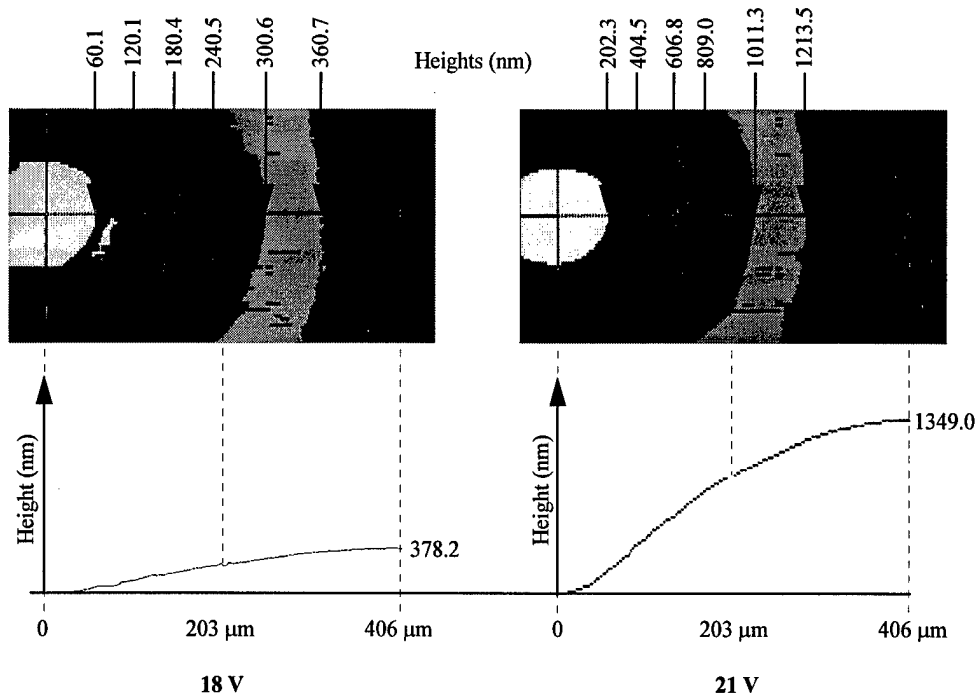 60.1 120.1 180.4 240.5 300.6 360.7
Heights (nm)
202.3 404.5 606.8 809.0 1011.3 1213.5
Height (nm)
378.2
0 203 µm 406 µm
18 V
Height (nm)
1349.0
0 203 µm 406 µm
21 V